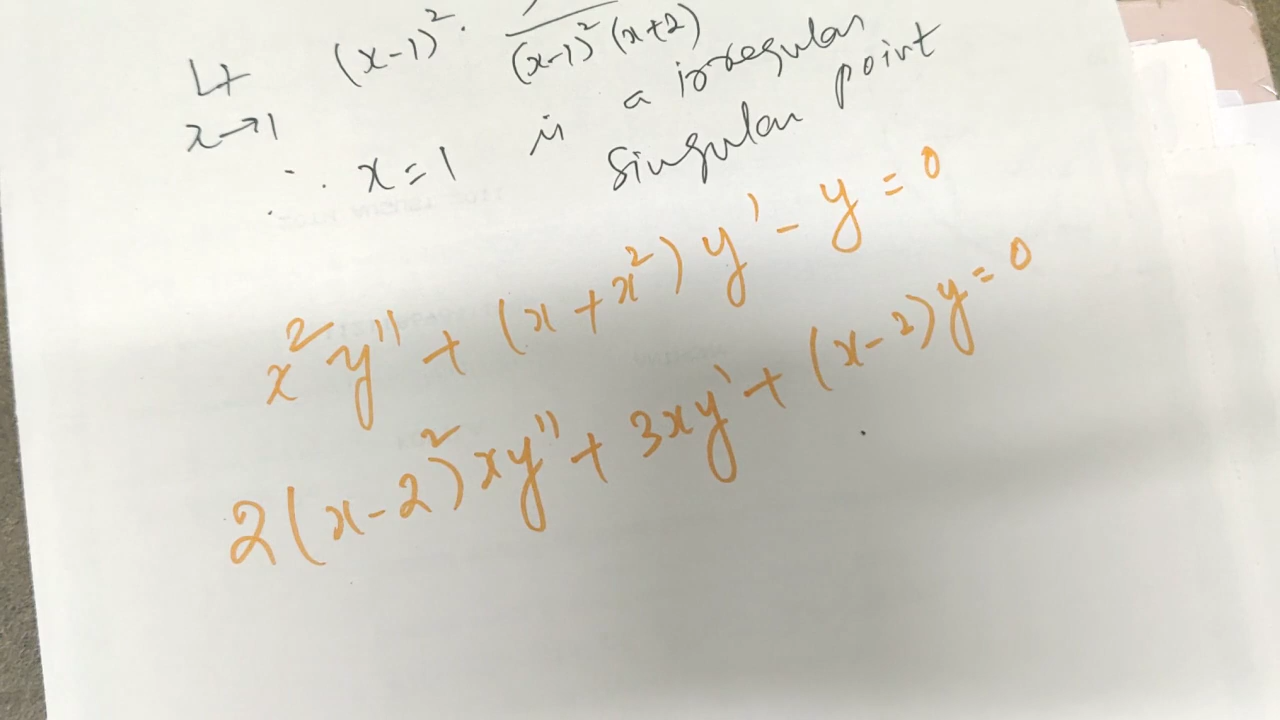 Lt x→1 (x-1)². /(x-1)²(x+2)
∴ x=1 is a irregular singular point
x²y'' + (x+x²)y' - y = 0
2(x-2)²xy'' + 3xy' + (x-2)y = 0